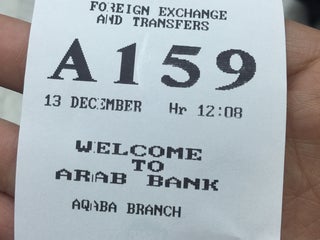 FOREIGN EXCHANGE
AND TRANSFERS
A159
13 DECEMBER Hr 12:08
WELCOME
TO
ARAB BANK
AQABA BRANCH